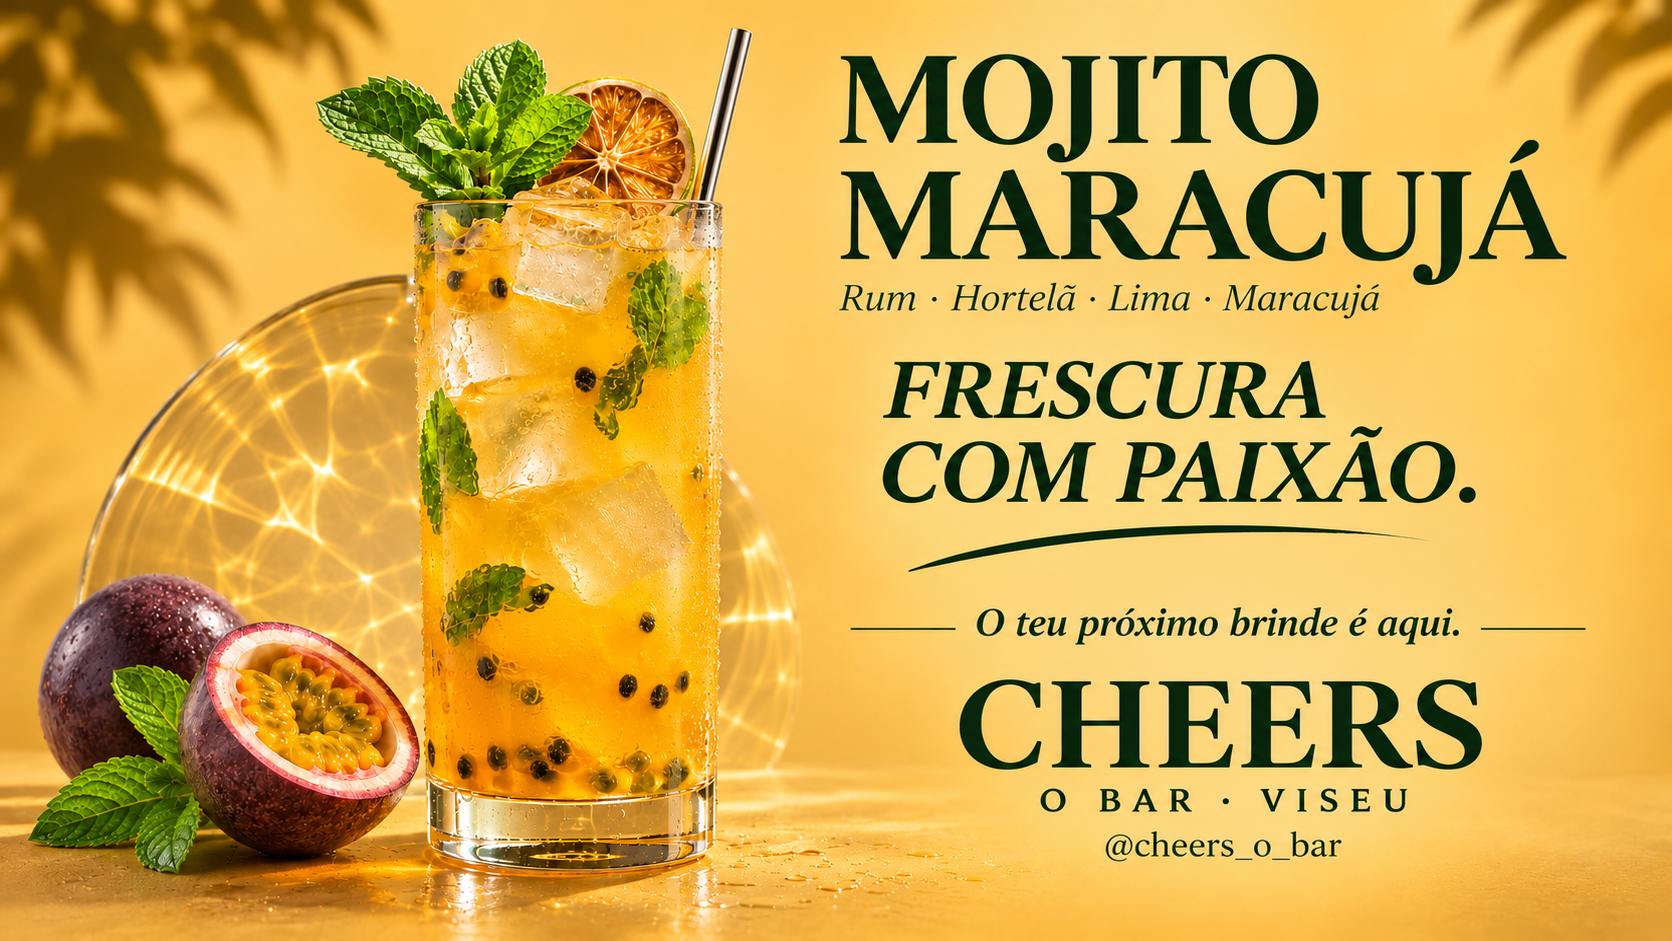 MOJITO
MARACUJÁ
Rum · Hortelã · Lima · Maracujá
FRESCURA
COM PAIXÃO.
O teu próximo brinde é aqui.
CHEERS
O BAR · VISEU
@cheers_o_bar